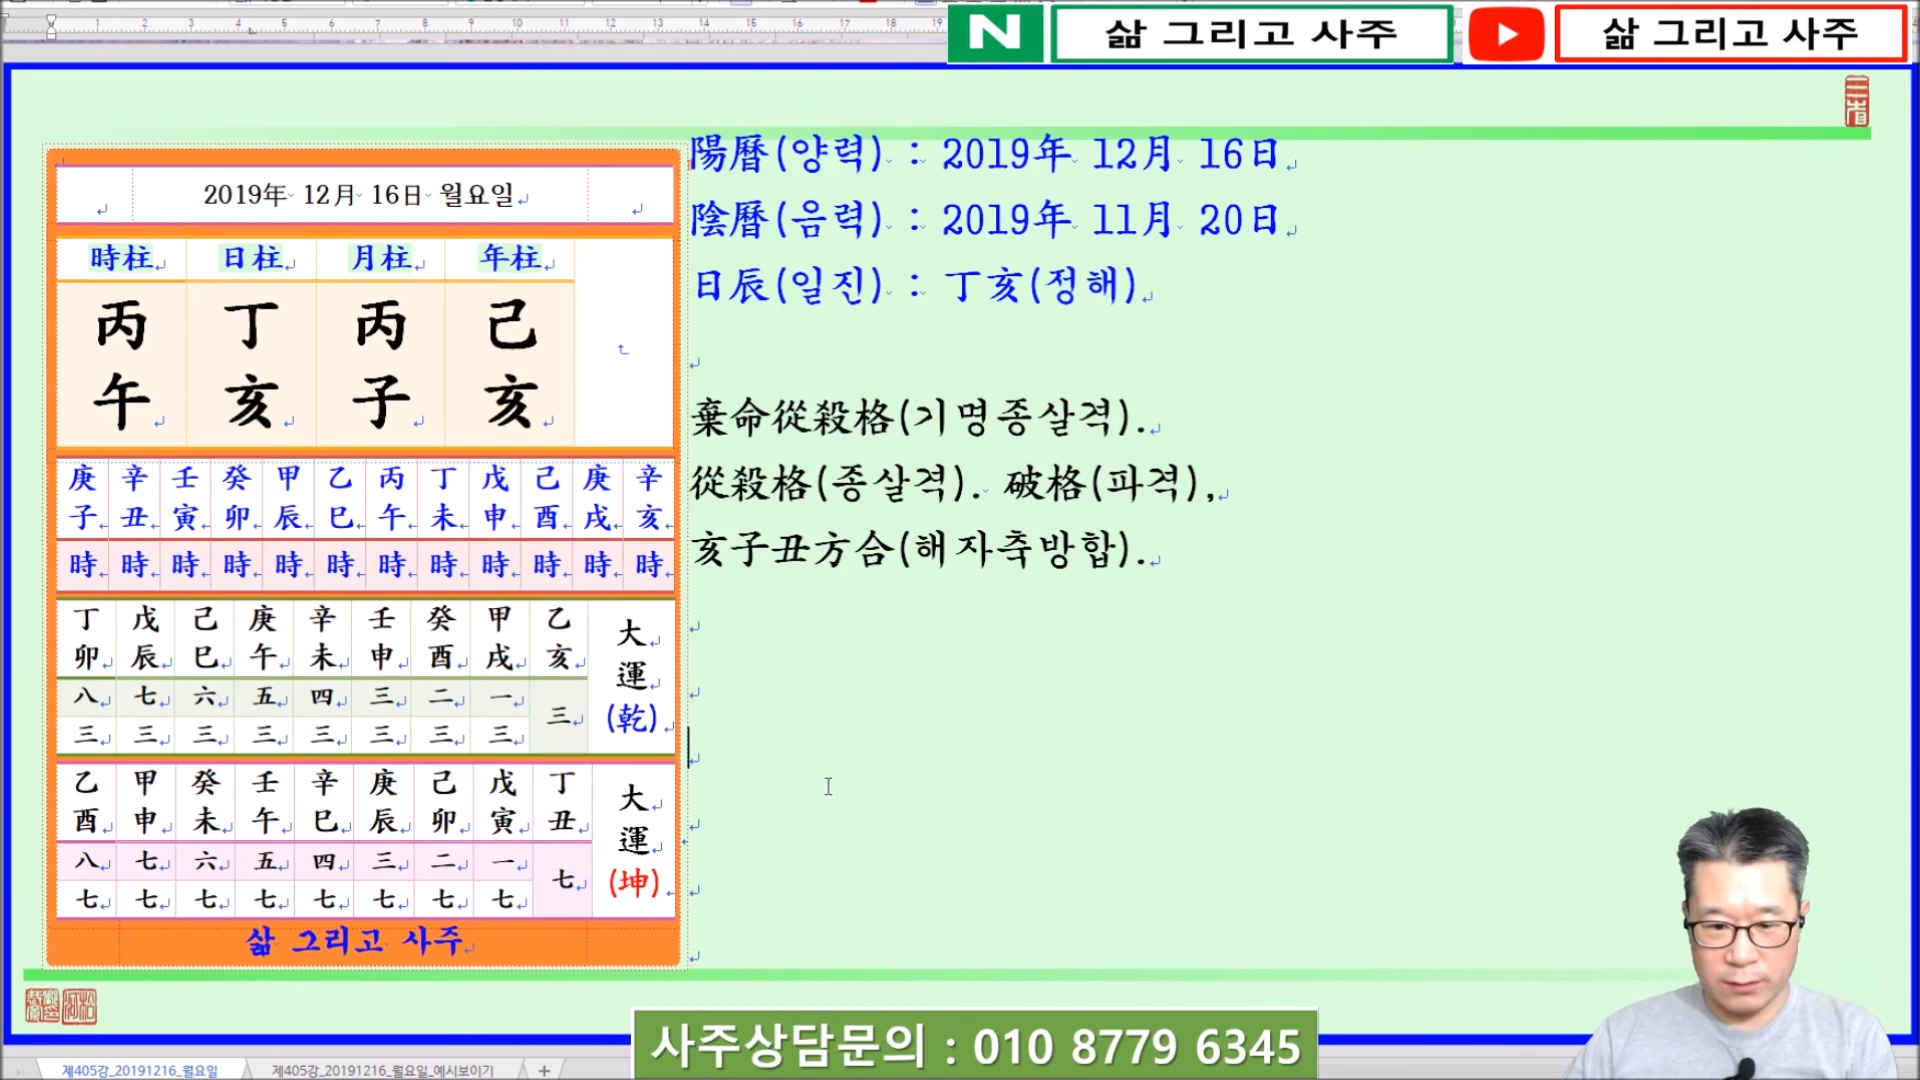 N 삶 그리고 사주 삶 그리고 사주
2019年 12月 16日 월요일
時柱 日柱 月柱 年柱
丙 丁 丙 己
午 亥 子 亥
庚 辛 壬 癸 甲 乙 丙 丁 戊 己 庚 辛
子 丑 寅 卯 辰 巳 午 未 申 酉 戌 亥
時 時 時 時 時 時 時 時 時 時 時 時
丁 戊 己 庚 辛 壬 癸 甲 乙 大
卯 辰 巳 午 未 申 酉 戌 亥 運
八 七 六 五 四 三 二 一 三 (乾)
三 三 三 三 三 三 三 三
乙 甲 癸 壬 辛 庚 己 戊 丁 大
酉 申 未 午 巳 辰 卯 寅 丑 運
八 七 六 五 四 三 二 一 七 (坤)
七 七 七 七 七 七 七 七
삶 그리고 사주
陽曆(양력) : 2019年 12月 16日
陰曆(음력) : 2019年 11月 20日
日辰(일진) : 丁亥(정해)
棄命從殺格(기명종살격).
從殺格(종살격). 破格(파격),
亥子丑方合(해자축방합).
사주상담문의 : 010 8779 6345
제405강_20191216_월요일 제405강_20191216_월요일_예시보이기